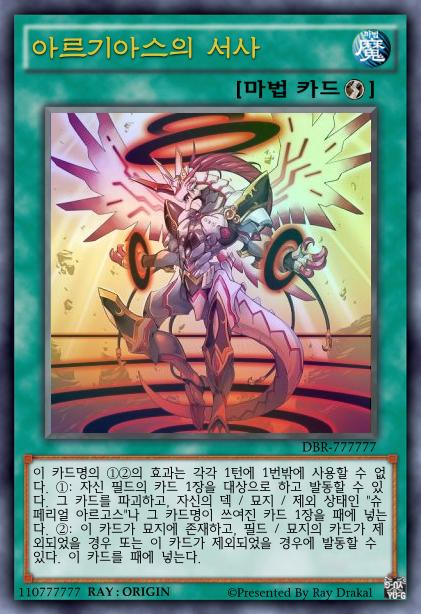 아르기아스의 서사
마법
魔
[마법 카드]
DBR-777777
이 카드명의 ①②의 효과는 각각 1턴에 1번밖에 사용할 수 없
다. ①: 자신 필드의 카드 1장을 대상으로 하고 발동할 수 있
다. 그 카드를 파괴하고, 자신의 덱 / 묘지 / 제외 상태인 "슈
페리얼 아르고스"나 그 카드명이 쓰여진 카드 1장을 패에 넣는
다. ②: 이 카드가 묘지에 존재하고, 필드 / 묘지의 카드가 제
외되었을 경우 또는 이 카드가 제외되었을 경우에 발동할 수
있다. 이 카드를 패에 넣는다.
110777777 RAY : ORIGIN ©Presented By Ray Drakal